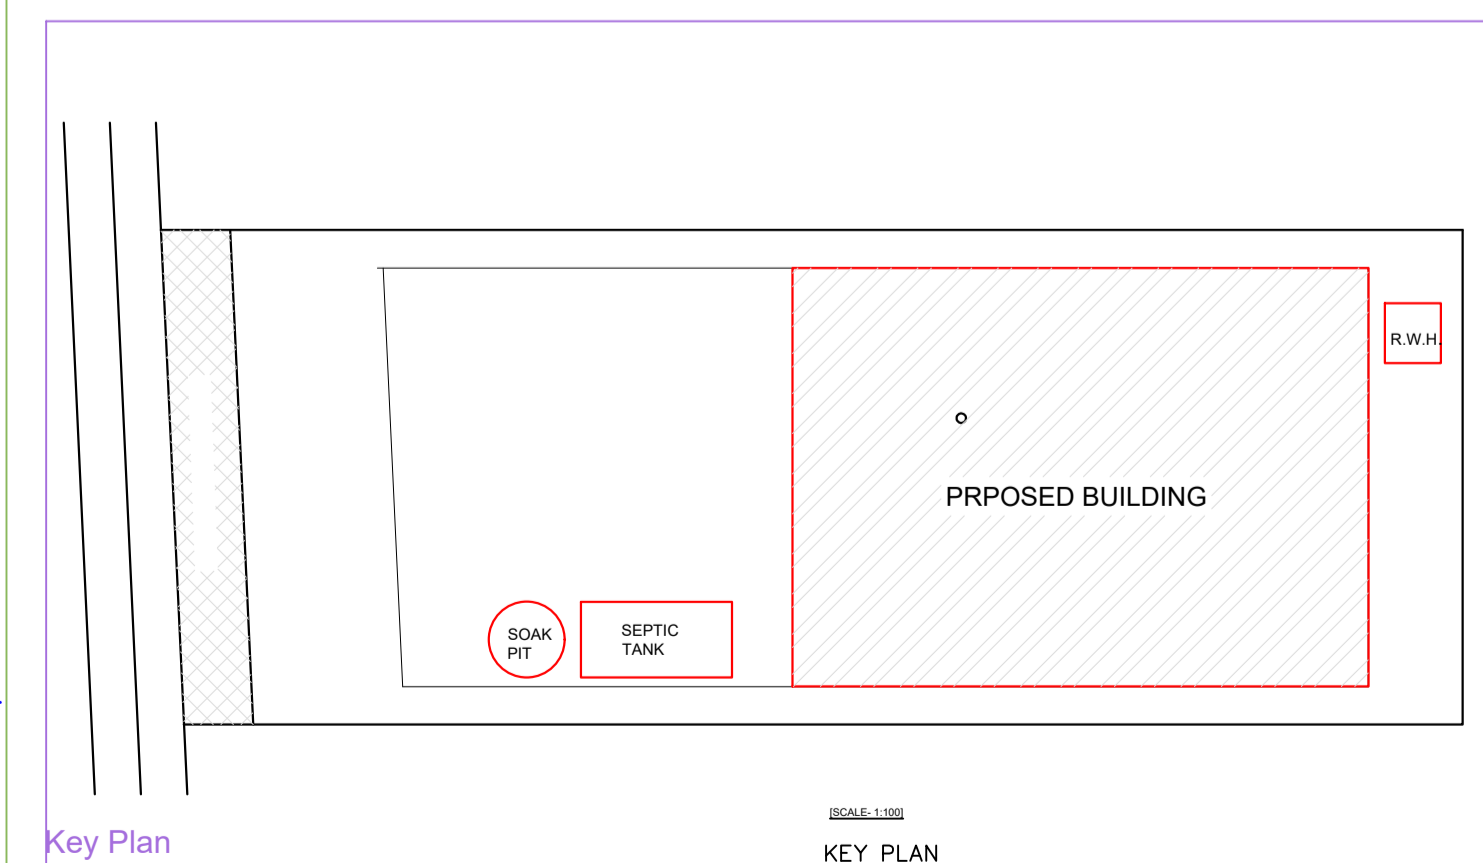 R.W.H.
PRPOSED BUILDING
SOAK
PIT
SEPTIC
TANK
[SCALE- 1:100]
KEY PLAN
Key Plan